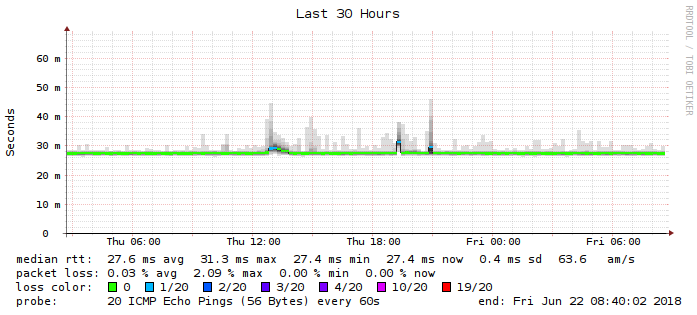 Last 30 Hours
RRDTOOL / TOBI OETIKER
Seconds
60 m
50 m
40 m
30 m
20 m
10 m
0
Thu 06:00 Thu 12:00 Thu 18:00 Fri 00:00 Fri 06:00
median rtt: 27.6 ms avg 31.3 ms max 27.4 ms min 27.4 ms now 0.4 ms sd 63.6 am/s
packet loss: 0.03 % avg 2.09 % max 0.00 % min 0.00 % now
loss color: 0 1/20 2/20 3/20 4/20 10/20 19/20
probe: 20 ICMP Echo Pings (56 Bytes) every 60s end: Fri Jun 22 08:40:02 2018